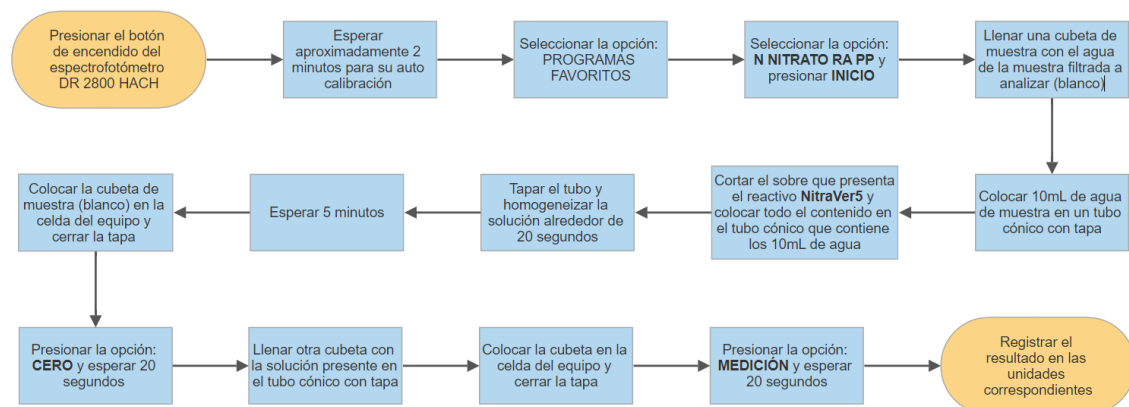 Presionar el botón
de encendido del
espectrofotómetro
DR 2800 HACH
Esperar
aproximadamente 2
minutos para su auto
calibración
Seleccionar la opción:
PROGRAMAS
FAVORITOS
Seleccionar la opción:
N NITRATO RA PP y
presionar INICIO
Llenar una cubeta de
muestra con el agua
de la muestra filtrada a
analizar (blanco)
Colocar 10mL de agua
de muestra en un tubo
cónico con tapa
Cortar el sobre que presenta
el reactivo NitraVer5 y
colocar todo el contenido en
el tubo cónico que contiene
los 10mL de agua
Tapar el tubo y
homogeneizar la
solución alrededor de
20 segundos
Esperar 5 minutos
Colocar la cubeta de
muestra (blanco) en la
celda del equipo y
cerrar la tapa
Presionar la opción:
CERO y esperar 20
segundos
Llenar otra cubeta con
la solución presente en
el tubo cónico con tapa
Colocar la cubeta en la
celda del equipo y
cerrar la tapa
Presionar la opción:
MEDICIÓN y esperar
20 segundos
Registrar el
resultado en las
unidades
correspondientes